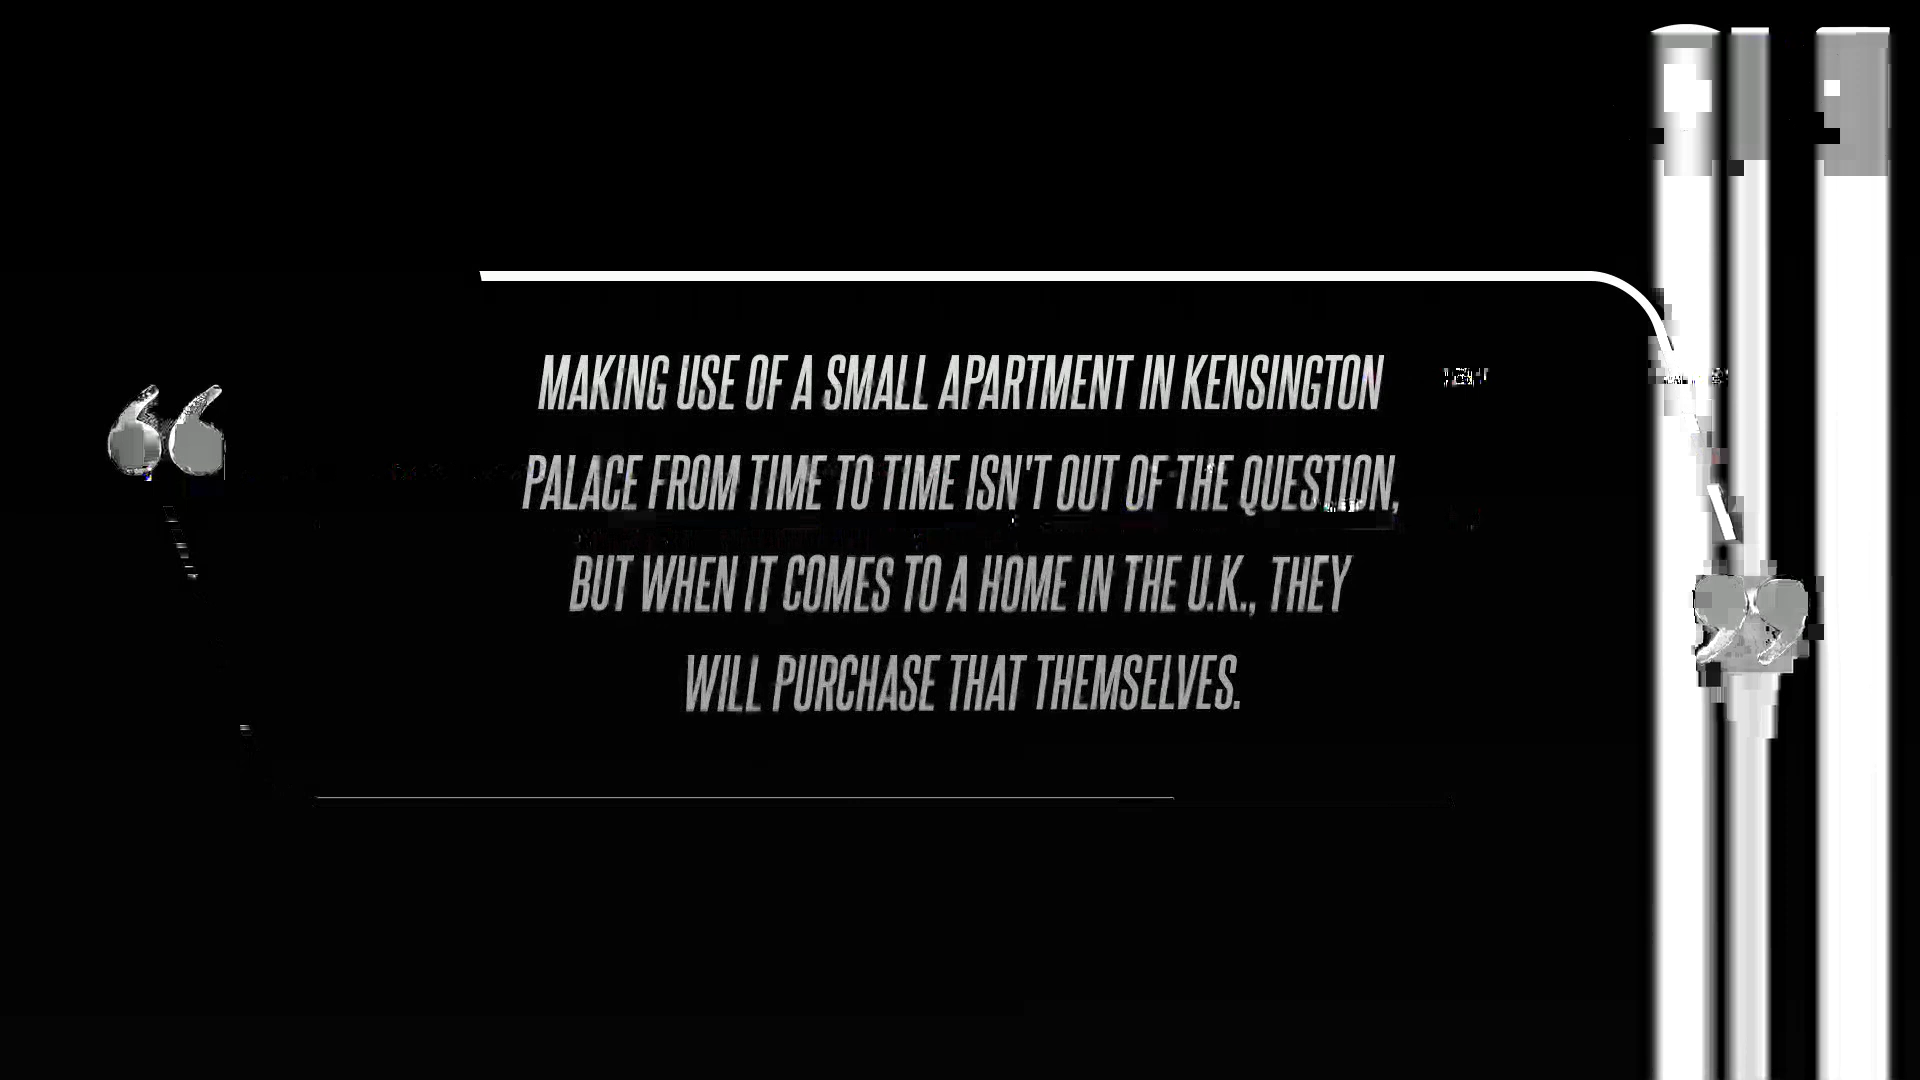 MAKING USE OF A SMALL APARTMENT IN KENSINGTON
PALACE FROM TIME TO TIME ISN'T OUT OF THE QUESTION,
BUT WHEN IT COMES TO A HOME IN THE U.K., THEY
WILL PURCHASE THAT THEMSELVES.